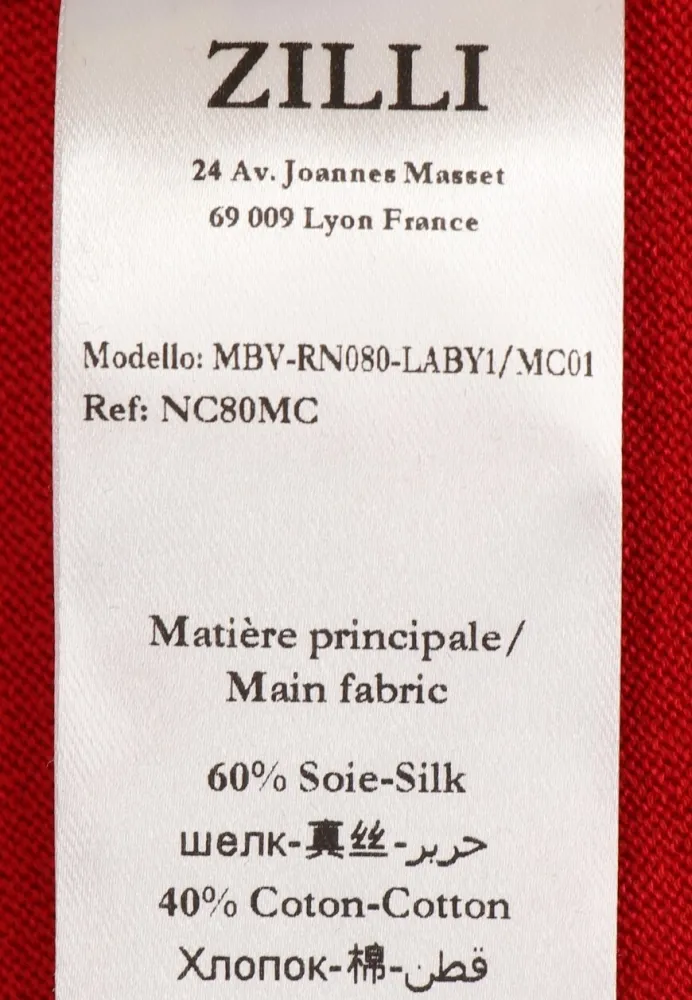 ZILLI
24 Av. Joannes Masset
69 009 Lyon France
Modello: MBV-RN080-LABY1/MC01
Ref: NC80MC
Matière principale/
Main fabric
60% Soie-Silk
шелк-真丝-حرير
40% Coton-Cotton
Хлопок-棉-قطن